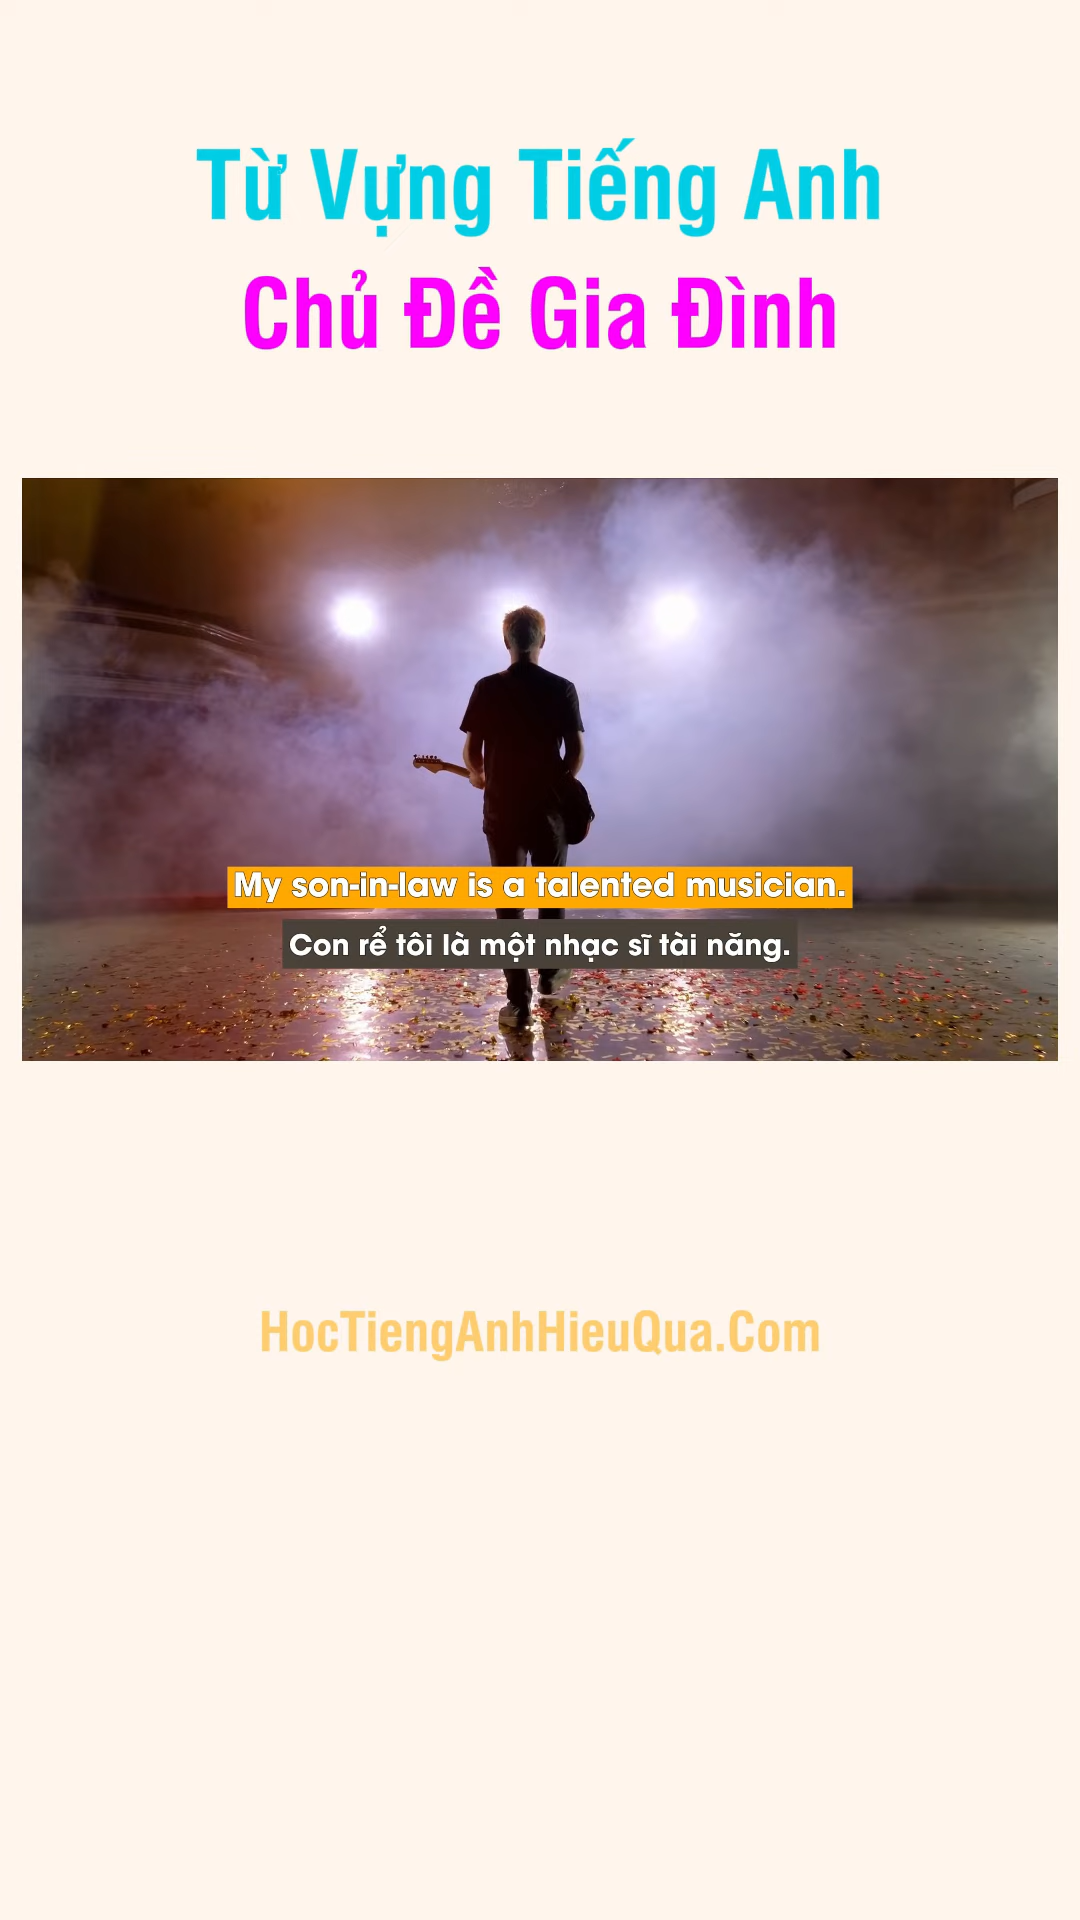 Từ Vựng Tiếng Anh
Chủ Đề Gia Đình
My son-in-law is a talented musician.
Con rể tôi là một nhạc sĩ tài năng.
HocTiengAnhHieuQua.Com